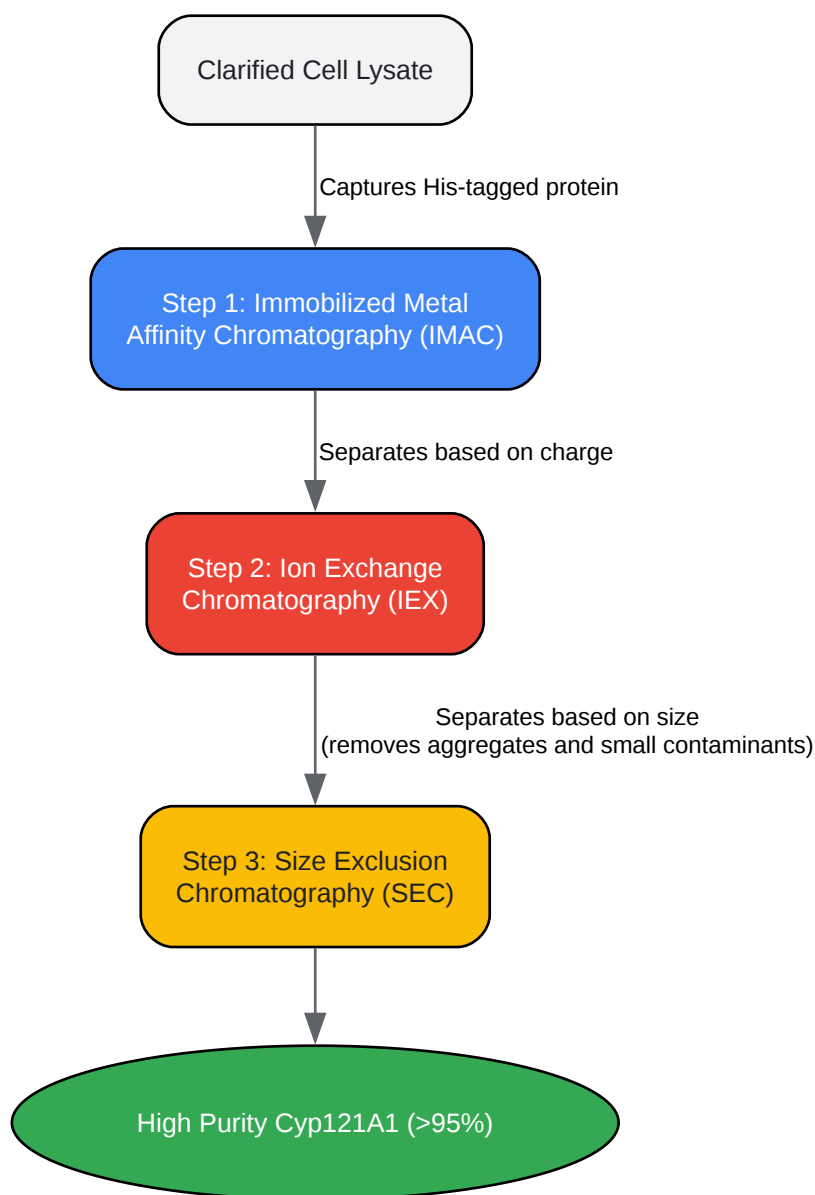 Clarified Cell Lysate
Captures His-tagged protein
Step 1: Immobilized Metal
Affinity Chromatography (IMAC)
Separates based on charge
Step 2: Ion Exchange
Chromatography (IEX)
Separates based on size
(removes aggregates and small contaminants)
Step 3: Size Exclusion
Chromatography (SEC)
High Purity Cyp121A1 (>95%)